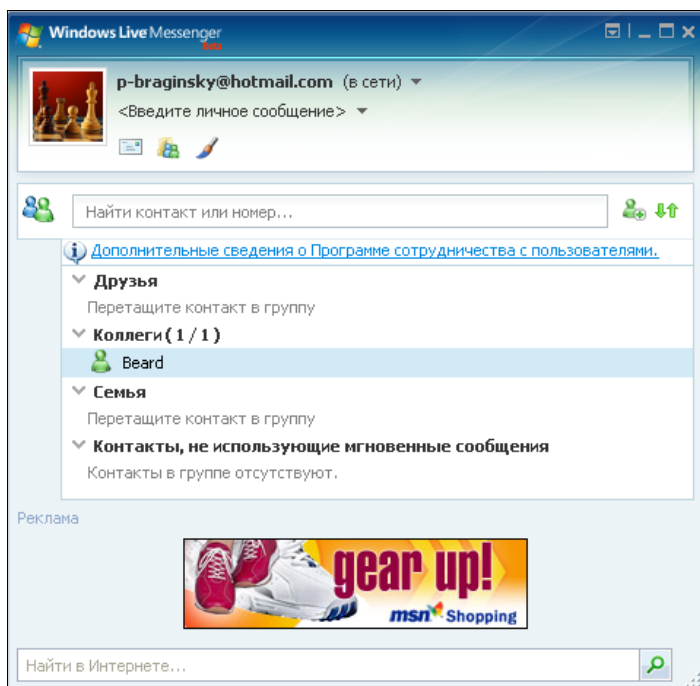 Windows Live Messenger
Beta
p-braginsky@hotmail.com (в сети)
<Введите личное сообщение>
Найти контакт или номер...
Дополнительные сведения о Программе сотрудничества с пользователями.
Друзья
Перетащите контакт в группу
Коллеги ( 1 / 1 )
Beard
Семья
Перетащите контакт в группу
Контакты, не использующие мгновенные сообщения
Контакты в группе отсутствуют.
Реклама
gear up!
msn Shopping
Найти в Интернете...